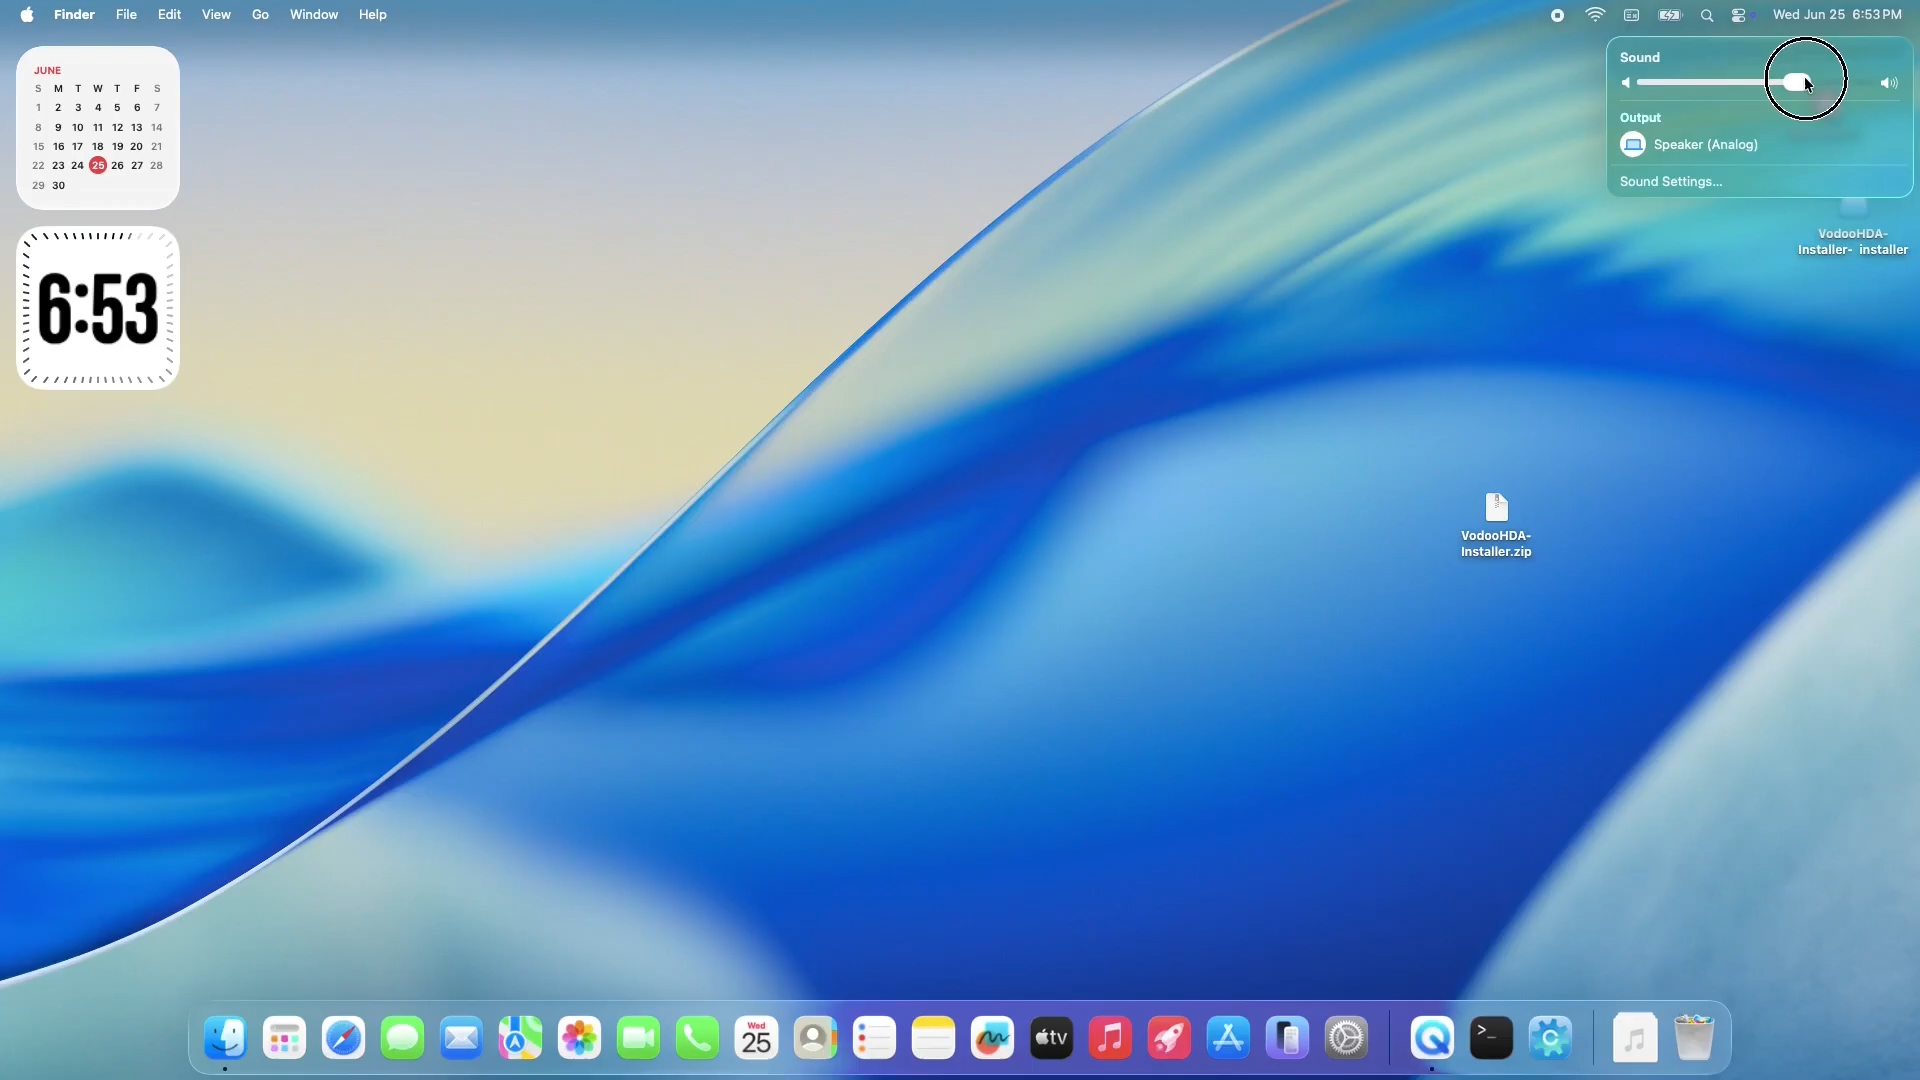 Finder File Edit View Go Window Help
Wed Jun 25 6:53 PM
JUNE
S M T W T F S
1 2 3 4 5 6 7
8 9 10 11 12 13 14
15 16 17 18 19 20 21
22 23 24 25 26 27 28
29 30
6:53
Sound
Output
Speaker (Analog)
Sound Settings...
VodooHDA-
Installer- installer
VodooHDA-
Installer.zip
Wed
25
tv